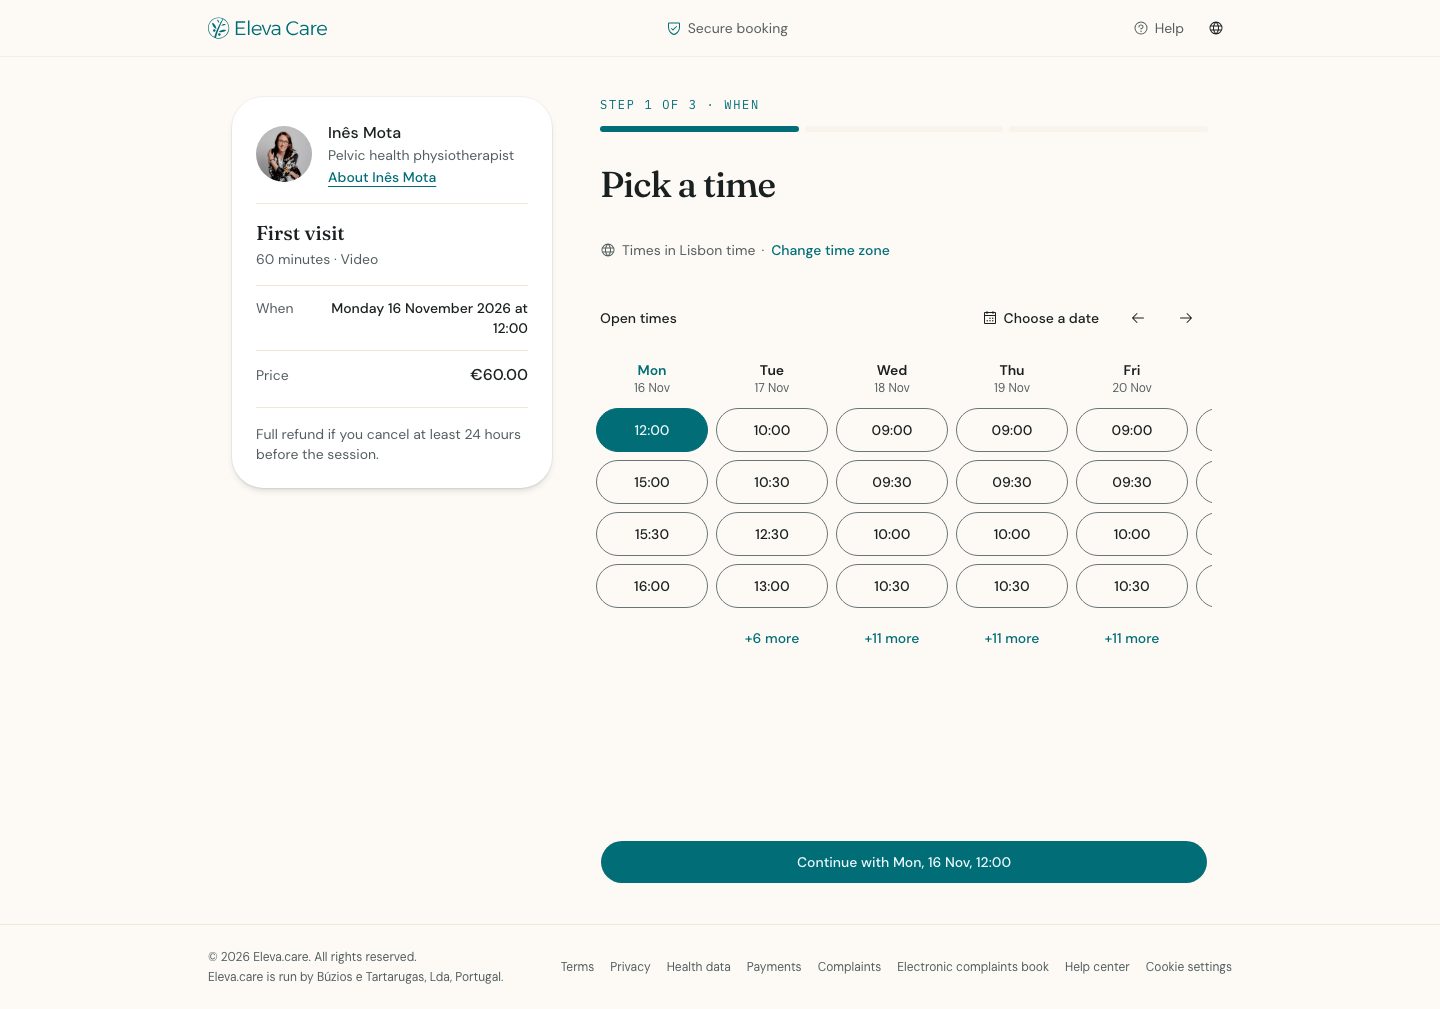 Eleva Care
Secure booking
Help
Inês Mota
Pelvic health physiotherapist
About Inês Mota
First visit
60 minutes · Video
When
Monday 16 November 2026 at
12:00
Price
€60.00
Full refund if you cancel at least 24 hours
before the session.
STEP 1 OF 3 · WHEN
Pick a time
Times in Lisbon time · Change time zone
Open times
Choose a date
Mon Tue Wed Thu Fri
16 Nov 17 Nov 18 Nov 19 Nov 20 Nov
12:00 10:00 09:00 09:00 09:00
15:00 10:30 09:30 09:30 09:30
15:30 12:30 10:00 10:00 10:00
16:00 13:00 10:30 10:30 10:30
+6 more +11 more +11 more +11 more
Continue with Mon, 16 Nov, 12:00
© 2026 Eleva.care. All rights reserved.
Eleva.care is run by Búzios e Tartarugas, Lda, Portugal.
Terms Privacy Health data Payments Complaints Electronic complaints book Help center Cookie settings